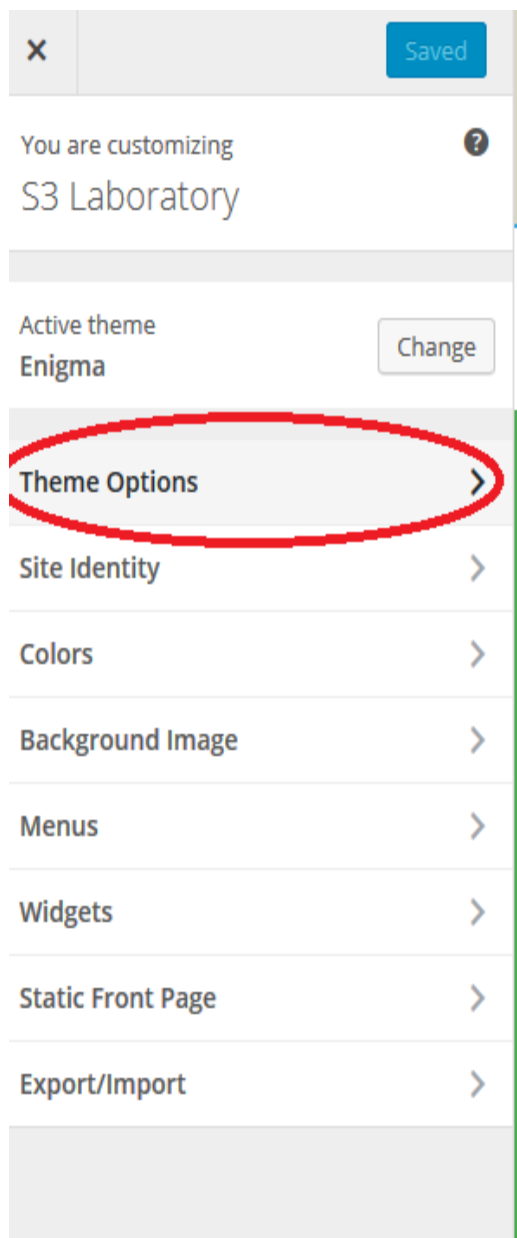 Saved
You are customizing
S3 Laboratory
Active theme
Enigma
Change
Theme Options
Site Identity
Colors
Background Image
Menus
Widgets
Static Front Page
Export/Import